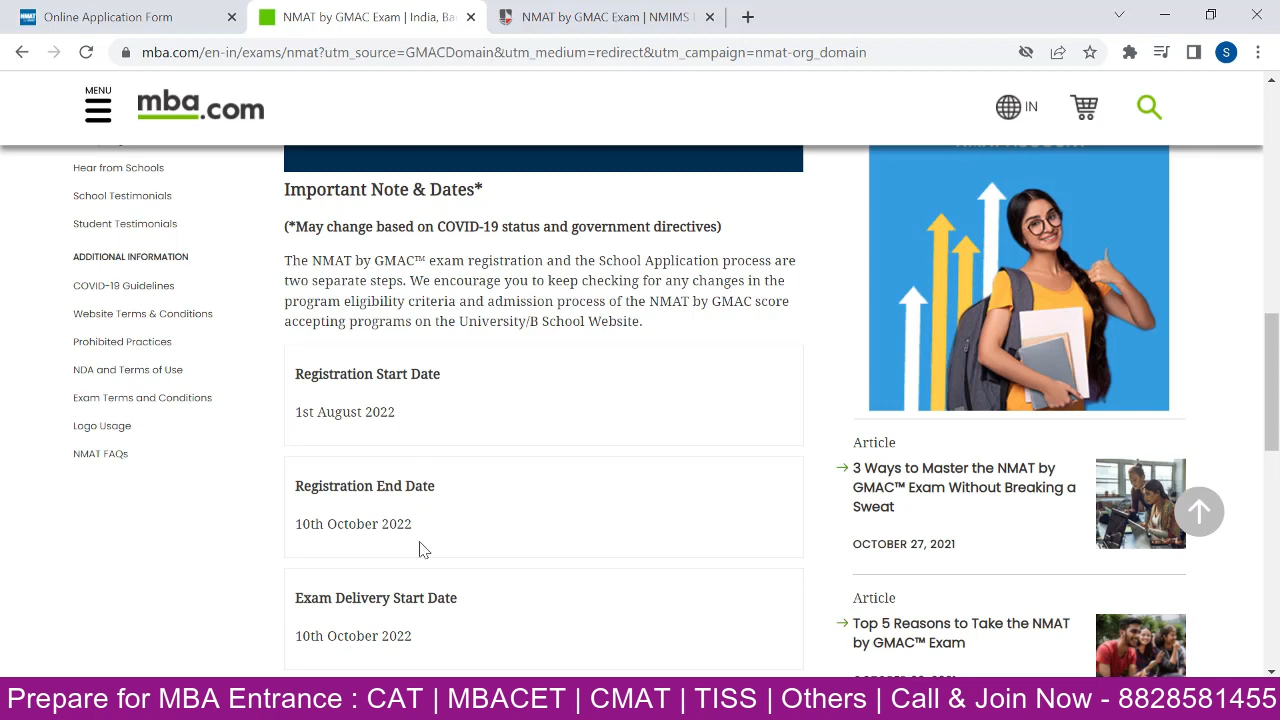 Online Application Form
NMAT by GMAC Exam | India, Ba
NMAT by GMAC Exam | NMIMS
mba.com/en-in/exams/nmat?utm_source=GMACDomain&utm_medium=redirect&utm_campaign=nmat-org_domain
S
MENU
mba.com
IN
Hear from Schools
School Testimonials
Student Testimonials
ADDITIONAL INFORMATION
COVID-19 Guidelines
Website Terms & Conditions
Prohibited Practices
NDA and Terms of Use
Exam Terms and Conditions
Logo Usage
NMAT FAQs
Important Note & Dates*
(*May change based on COVID-19 status and government directives)
The NMAT by GMAC™ exam registration and the School Application process are
two separate steps. We encourage you to keep checking for any changes in the
program eligibility criteria and admission process of the NMAT by GMAC score
accepting programs on the University/B School Website.
Registration Start Date
1st August 2022
Registration End Date
10th October 2022
Exam Delivery Start Date
10th October 2022
Article
3 Ways to Master the NMAT by
GMAC™ Exam Without Breaking a
Sweat
OCTOBER 27, 2021
Article
Top 5 Reasons to Take the NMAT
by GMAC™ Exam
Prepare for MBA Entrance : CAT | MBACET | CMAT | TISS | Others | Call & Join Now - 8828581455